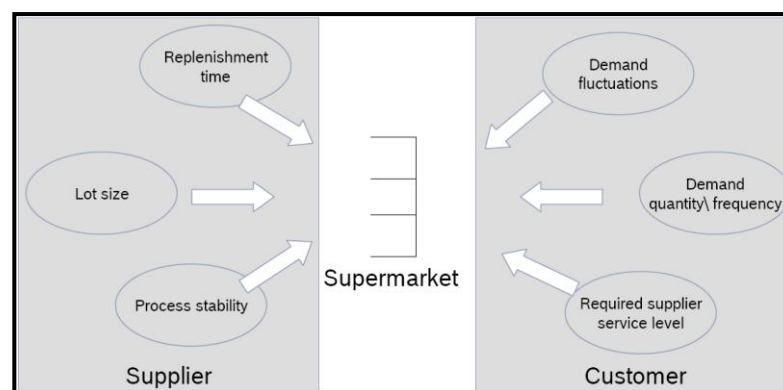 Replenishment
time
Lot size
Process stability
Supplier
Supermarket
Demand
fluctuations
Demand
quantity\ frequency
Required supplier
service level
Customer